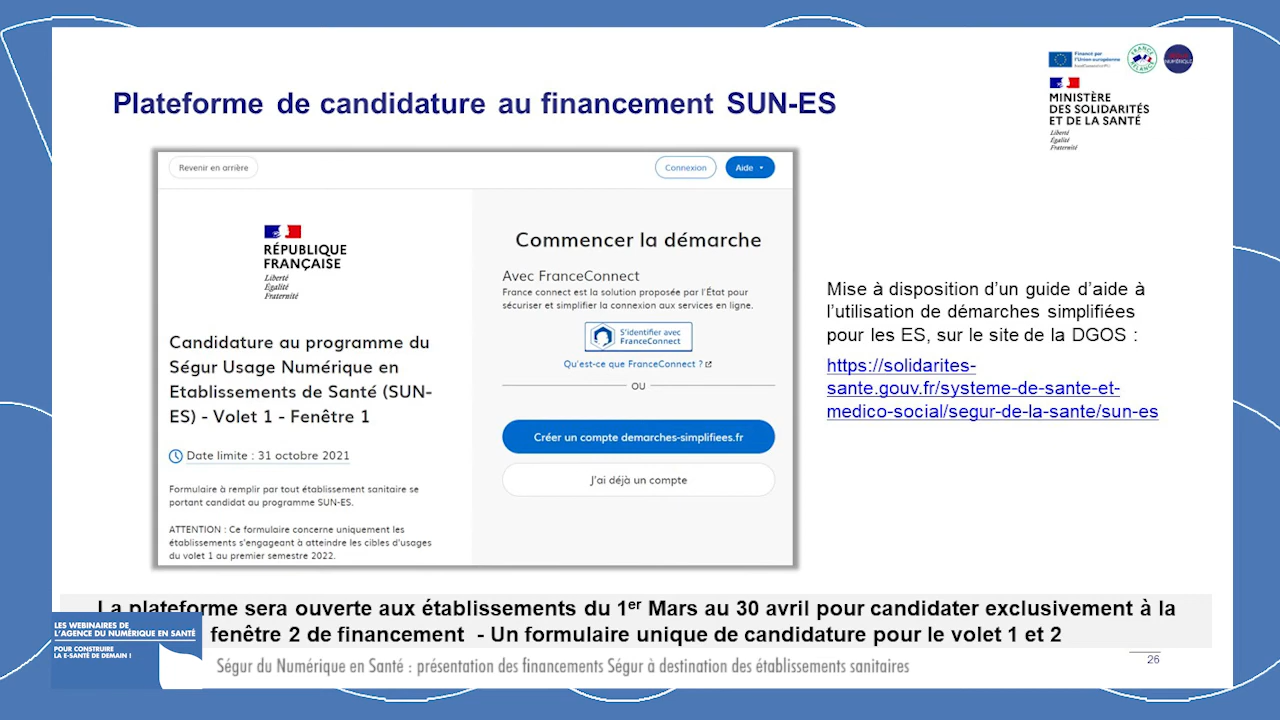 Financé par
l'Union européenne
FRANCE
RELANCE
NUMÉRIQUE
MINISTÈRE
DES SOLIDARITÉS
ET DE LA SANTÉ
Liberté
Égalité
Fraternité
Plateforme de candidature au financement SUN-ES
Revenir en arrière
Connexion
Aide
RÉPUBLIQUE
FRANÇAISE
Liberté
Égalité
Fraternité
Candidature au programme du
Ségur Usage Numérique en
Etablissements de Santé (SUN-
ES) - Volet 1 - Fenêtre 1
Date limite : 31 octobre 2021
Formulaire à remplir par tout établissement sanitaire se
portant candidat au programme SUN-ES.
ATTENTION : Ce formulaire concerne uniquement les
établissements s'engageant à atteindre les cibles d'usages
du volet 1 au premier semestre 2022.
Commencer la démarche
Avec FranceConnect
France connect est la solution proposée par l'État pour
sécuriser et simplifier la connexion aux services en ligne.
S'identifier avec
FranceConnect
Qu'est-ce que FranceConnect ?
OU
Créer un compte demarches-simplifiees.fr
J'ai déjà un compte
Mise à disposition d'un guide d'aide à
l'utilisation de démarches simplifiées
pour les ES, sur le site de la DGOS :
https://solidarites-
sante.gouv.fr/systeme-de-sante-et-
medico-social/segur-de-la-sante/sun-es
La plateforme sera ouverte aux établissements du 1er Mars au 30 avril pour candidater exclusivement à la
fenêtre 2 de financement - Un formulaire unique de candidature pour le volet 1 et 2
LES WEBINAIRES DE
L'AGENCE DU NUMÉRIQUE EN SANTÉ
POUR CONSTRUIRE
LA E-SANTÉ DE DEMAIN !
Ségur du Numérique en Santé : présentation des financements Ségur à destination des établissements sanitaires
26